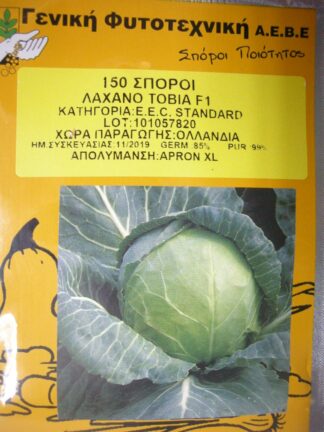 Γενική Φυτοτεχνική Α.Ε.Β.Ε
Σπόροι Ποιότητος
150 ΣΠΟΡΟΙ
ΛΑΧΑΝΟ TOBIA F1
ΚΑΤΗΓΟΡΙΑ:E.E.C. STANDARD
LOT:101057820
ΧΩΡΑ ΠΑΡΑΓΩΓΗΣ:ΟΛΛΑΝΔΙΑ
ΗΜ.ΣΥΣΚΕΥΑΣΙΑΣ:11/2019 GERM 85% PUR 99%
ΑΠΟΛΥΜΑΝΣΗ:APRON XL